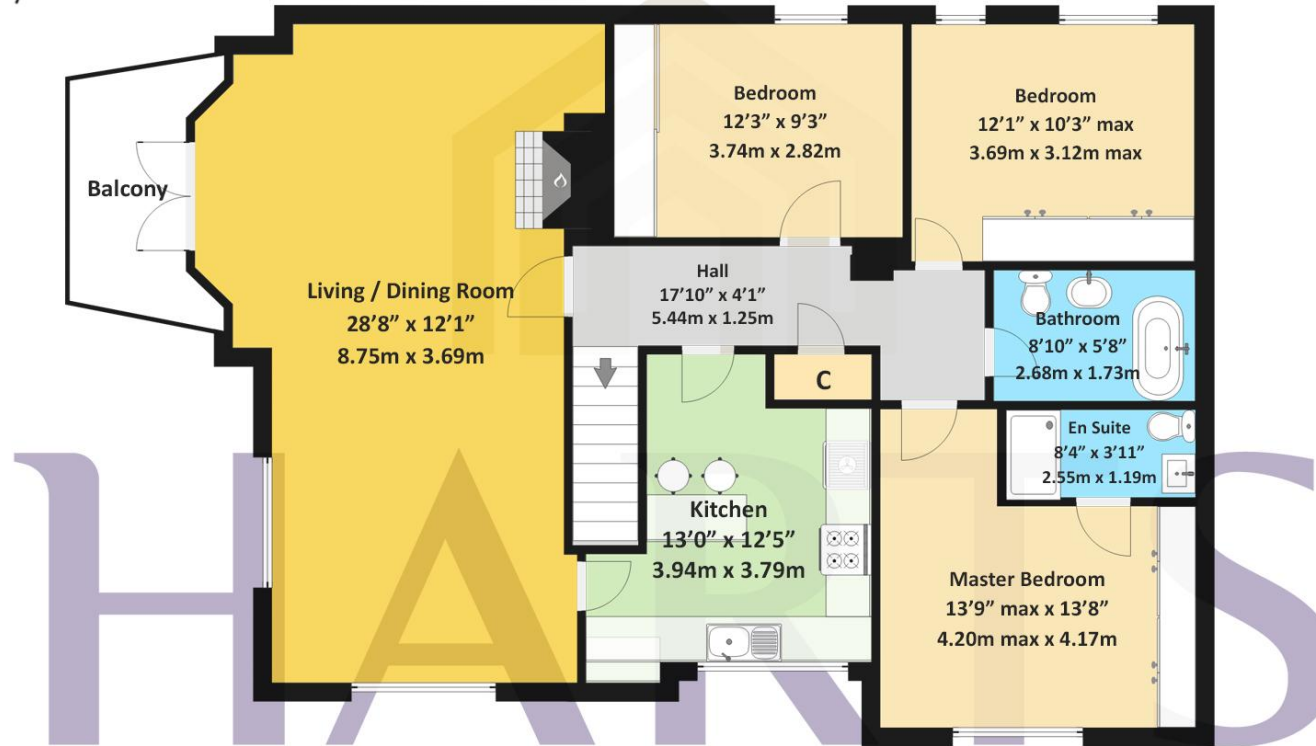 Balcony
Living / Dining Room
28’8” x 12’1”
8.75m x 3.69m
Bedroom
12’3” x 9’3”
3.74m x 2.82m
Bedroom
12’1” x 10’3” max
3.69m x 3.12m max
Hall
17’10” x 4’1”
5.44m x 1.25m
C
Bathroom
8’10” x 5’8”
2.68m x 1.73m
En Suite
8’4” x 3’11”
2.55m x 1.19m
Kitchen
13’0” x 12’5”
3.94m x 3.79m
Master Bedroom
13’9” max x 13’8”
4.20m max x 4.17m
HARTS